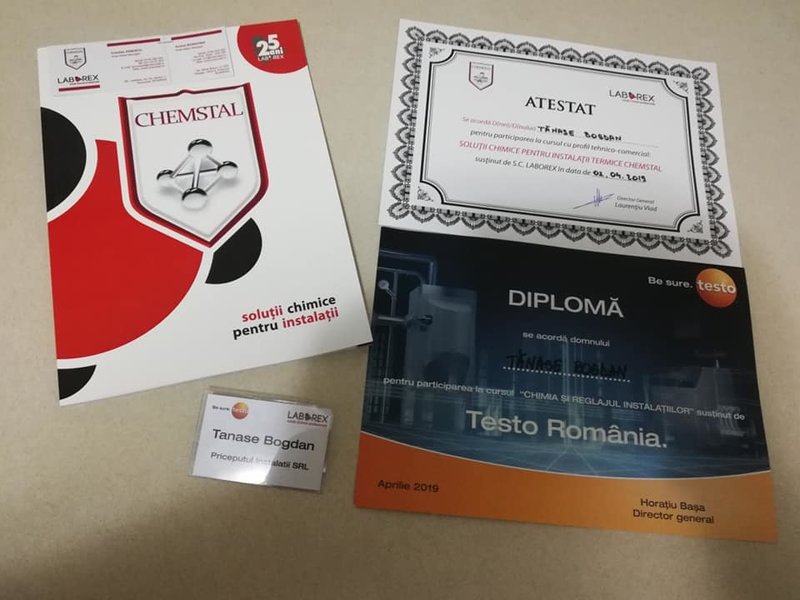 25
ani
LABOREX
LABOREX
CHEMSTAL
soluții chimice
pentru instalații
LABOREX
ATESTAT
Se acordă D(nei)/D(nului) TĂNASE BOGDAN
pentru participarea la cursul cu profil tehnico-comercial:
SOLUȚII CHIMICE PENTRU INSTALAȚII TERMICE CHEMSTAL
susținut de S.C. LABOREX în data de 02.04.2019
Director General
Laurențiu Vlad
Be sure. testo
DIPLOMĂ
se acordă domnului
TĂNASE BOGDAN
pentru participarea la cursul "CHIMIA ȘI REGLAJUL INSTALAȚIILOR" susținut de
Testo România.
Aprilie 2019
Horațiu Bașa
Director general
Be sure. testo
LABOREX
Tanase Bogdan
Priceputul Instalatii SRL